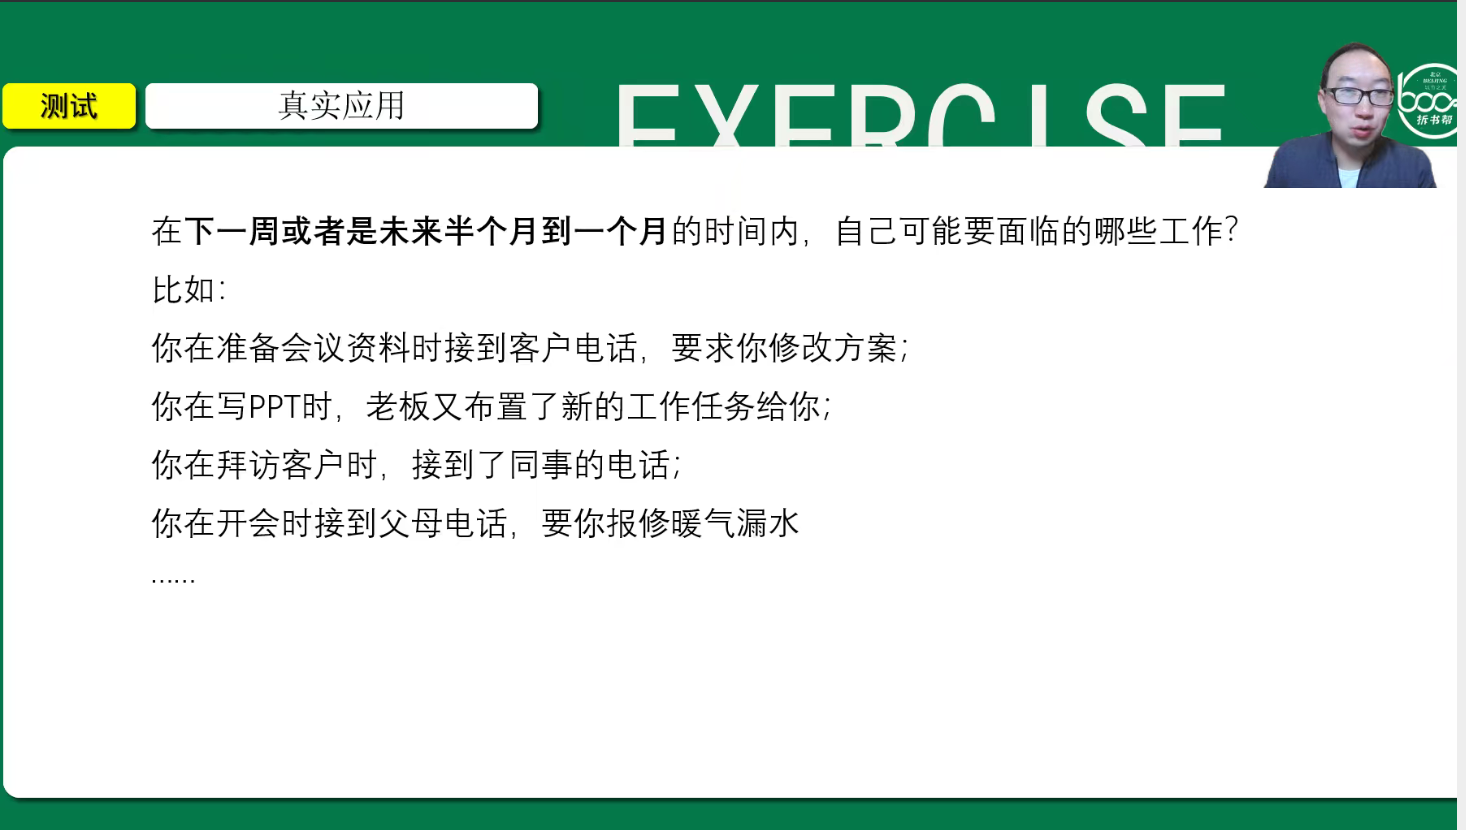 测试
真实应用
EXERCISE
北京
BEIJING
拆书帮
在下一周或者是未来半个月到一个月的时间内，自己可能要面临的哪些工作？
比如：
你在准备会议资料时接到客户电话，要求你修改方案；
你在写PPT时，老板又布置了新的工作任务给你；
你在拜访客户时，接到了同事的电话；
你在开会时接到父母电话，要你报修暖气漏水
……